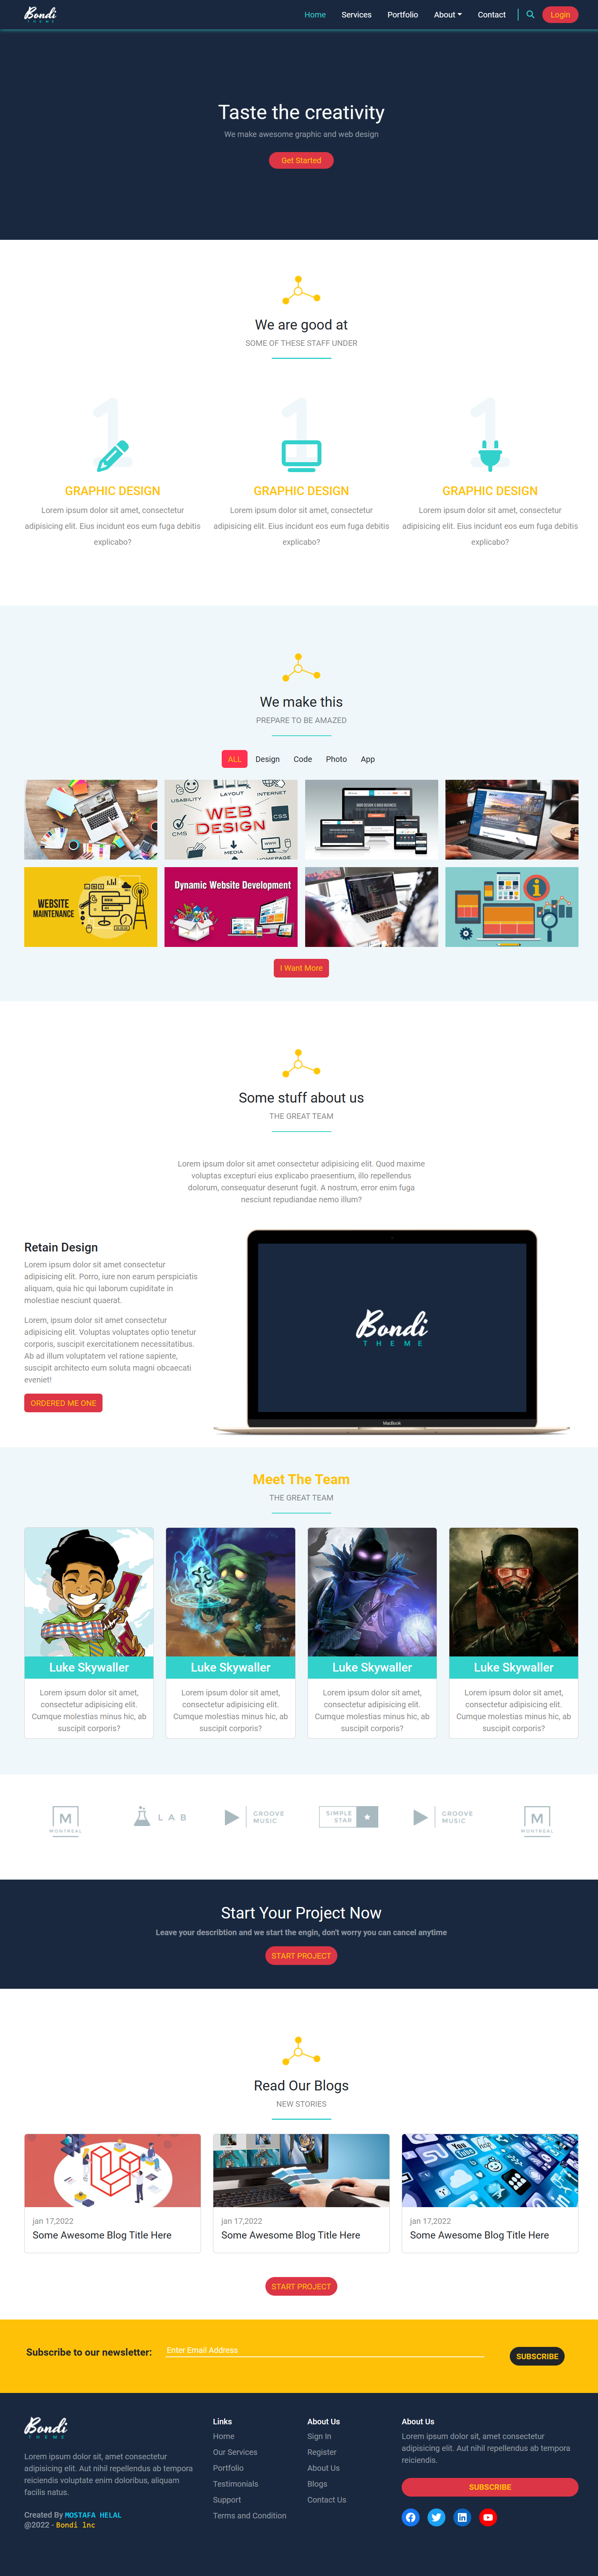 Bondi
THEME
Home Services Portfolio About Contact Login
Taste the creativity
We make awesome graphic and web design
Get Started
We are good at
SOME OF THESE STAFF UNDER
1 1 1
GRAPHIC DESIGN GRAPHIC DESIGN GRAPHIC DESIGN
Lorem ipsum dolor sit amet, consectetur
adipisicing elit. Eius incidunt eos eum fuga debitis
explicabo?
Lorem ipsum dolor sit amet, consectetur
adipisicing elit. Eius incidunt eos eum fuga debitis
explicabo?
Lorem ipsum dolor sit amet, consectetur
adipisicing elit. Eius incidunt eos eum fuga debitis
explicabo?
We make this
PREPARE TO BE AMAZED
ALL Design Code Photo App
USABILITY
LAYOUT
INTERNET
WEB
DESIGN
CSS
CMS
MEDIA
HOMEPAGE
WEBSITE
MAINTENANCE
Dynamic Website Development
I Want More
Some stuff about us
THE GREAT TEAM
Lorem ipsum dolor sit amet consectetur adipisicing elit. Quod maxime
voluptas excepturi eius explicabo praesentium, illo repellendus
dolorum, consequatur deserunt fugit. A nostrum, error enim fuga
nesciunt repudiandae nemo illum?
Retain Design
Lorem ipsum dolor sit amet consectetur
adipisicing elit. Porro, iure non earum perspiciatis
aliquam, quia hic qui laborum cupiditate in
molestiae nesciunt quaerat.
Lorem, ipsum dolor sit amet consectetur
adipisicing elit. Voluptas voluptates optio tenetur
corporis, suscipit exercitationem necessitatibus.
Ab ad illum voluptatem vel ratione sapiente,
suscipit architecto eum soluta magni obcaecati
eveniet!
ORDERED ME ONE
Bondi
THEME
MacBook
Meet The Team
THE GREAT TEAM
Luke Skywaller Luke Skywaller Luke Skywaller Luke Skywaller
Lorem ipsum dolor sit amet,
consectetur adipisicing elit.
Cumque molestias minus hic, ab
suscipit corporis?
Lorem ipsum dolor sit amet,
consectetur adipisicing elit.
Cumque molestias minus hic, ab
suscipit corporis?
Lorem ipsum dolor sit amet,
consectetur adipisicing elit.
Cumque molestias minus hic, ab
suscipit corporis?
Lorem ipsum dolor sit amet,
consectetur adipisicing elit.
Cumque molestias minus hic, ab
suscipit corporis?
M
MONTREAL
LAB
GROOVE
MUSIC
SIMPLE
STAR
GROOVE
MUSIC
M
MONTREAL
Start Your Project Now
Leave your describtion and we start the engin, don't worry you can cancel anytime
START PROJECT
Read Our Blogs
NEW STORIES
You Tube
jan 17,2022
Some Awesome Blog Title Here
jan 17,2022
Some Awesome Blog Title Here
jan 17,2022
Some Awesome Blog Title Here
START PROJECT
Subscribe to our newsletter: Enter Email Address SUBSCRIBE
Bondi
THEME
Lorem ipsum dolor sit amet, consectetur
adipisicing elit. Aut nihil repellendus dolores
reiciendis voluptate enim doloribus, aliquam
facilis natus.
Created By MOSTAFA HELAL
@2022 - Bondi lnc
Links
Home
Our Services
Portfolio
Testimonials
Support
Terms and Condition
About Us
Sign In
Register
About Us
Blogs
Contact Us
About Us
Lorem ipsum dolor sit, amet consectetur
adipisicing elit. Aut nihil repellendus ab tempora
reiciendis.
SUBSCRIBE